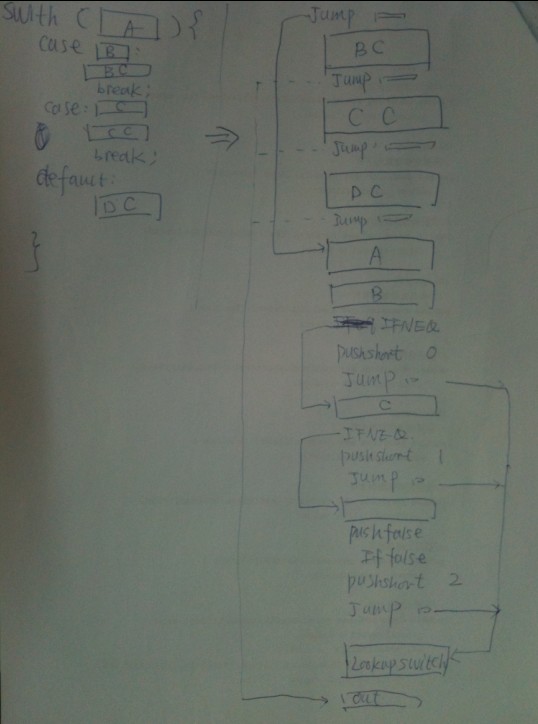 Swith ( A ) {
case B :
BC
break;
case: C
CC
break;
default:
DC
}
Jump
BC
Jump
CC
Jump
DC
Jump
A
B
IFNEQ
pushshort 0
Jump
C
IFNEQ
pushshort 1
Jump
pushfalse
If false
pushshort 2
Jump
Lookupswitch
out